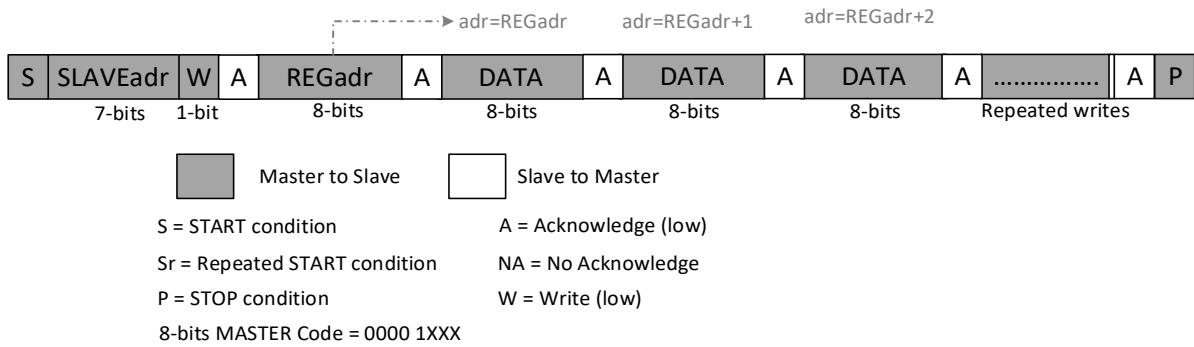 adr=REGadr adr=REGadr+1 adr=REGadr+2
S SLAVEadr W A REGadr A DATA A DATA A DATA A ................ A P
7-bits 1-bit 8-bits 8-bits 8-bits 8-bits Repeated writes
Master to Slave Slave to Master
S = START condition A = Acknowledge (low)
Sr = Repeated START condition NA = No Acknowledge
P = STOP condition W = Write (low)
8-bits MASTER Code = 0000 1XXX